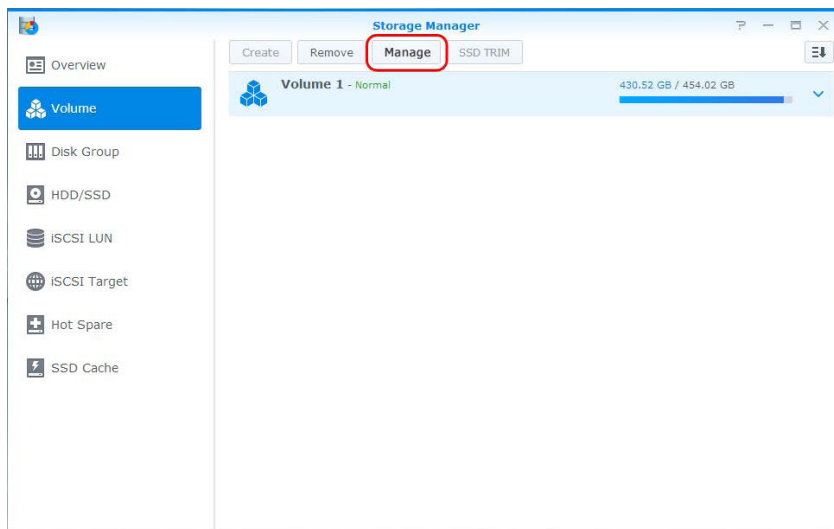 Storage Manager
Overview
Volume
Disk Group
HDD/SSD
iSCSI LUN
iSCSI Target
Hot Spare
SSD Cache
Create Remove Manage SSD TRIM
Volume 1 - Normal 430.52 GB / 454.02 GB